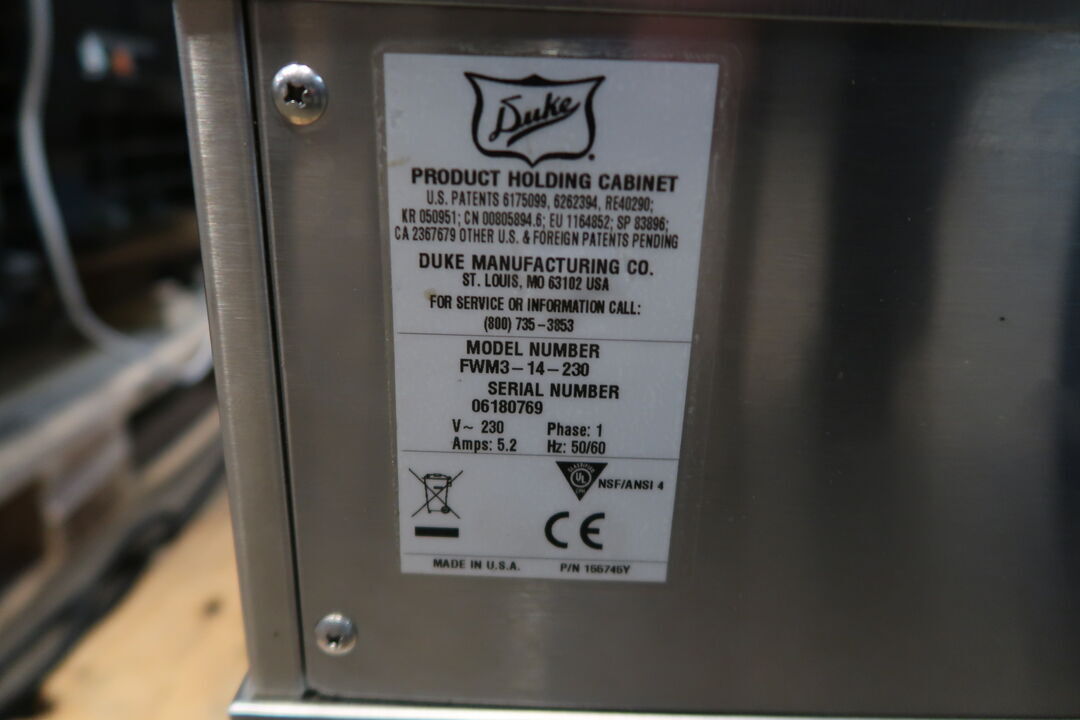 Duke
PRODUCT HOLDING CABINET
U.S. PATENTS 6175099, 6262394, RE40290;
KR 050951; CN 00805894.6; EU 1164852; SP 83896;
CA 2367679 OTHER U.S. & FOREIGN PATENTS PENDING
DUKE MANUFACTURING CO.
ST. LOUIS, MO 63102 USA
FOR SERVICE OR INFORMATION CALL:
(800) 735-3853
MODEL NUMBER
FWM3-14-230
SERIAL NUMBER
06180769
V~ 230 Phase: 1
Amps: 5.2 Hz: 50/60
UL NSF/ANSI 4
CE
MADE IN U.S.A. P/N 155745Y